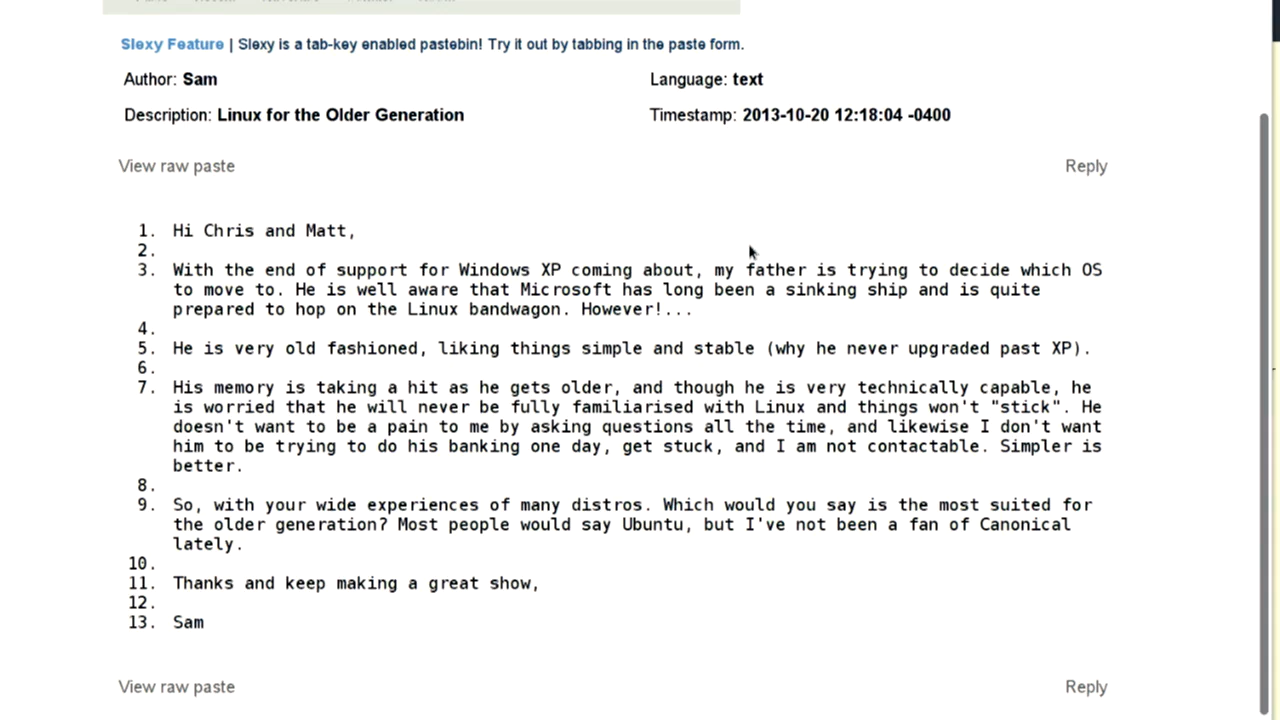 Slexy Feature | Slexy is a tab-key enabled pastebin! Try it out by tabbing in the paste form.
Author: Sam
Language: text
Description: Linux for the Older Generation
Timestamp: 2013-10-20 12:18:04 -0400
View raw paste
Reply
1. Hi Chris and Matt,
2.
3. With the end of support for Windows XP coming about, my father is trying to decide which OS
to move to. He is well aware that Microsoft has long been a sinking ship and is quite
prepared to hop on the Linux bandwagon. However!...
4.
5. He is very old fashioned, liking things simple and stable (why he never upgraded past XP).
6.
7. His memory is taking a hit as he gets older, and though he is very technically capable, he
is worried that he will never be fully familiarised with Linux and things won't "stick". He
doesn't want to be a pain to me by asking questions all the time, and likewise I don't want
him to be trying to do his banking one day, get stuck, and I am not contactable. Simpler is
better.
8.
9. So, with your wide experiences of many distros. Which would you say is the most suited for
the older generation? Most people would say Ubuntu, but I've not been a fan of Canonical
lately.
10.
11. Thanks and keep making a great show,
12.
13. Sam
View raw paste
Reply